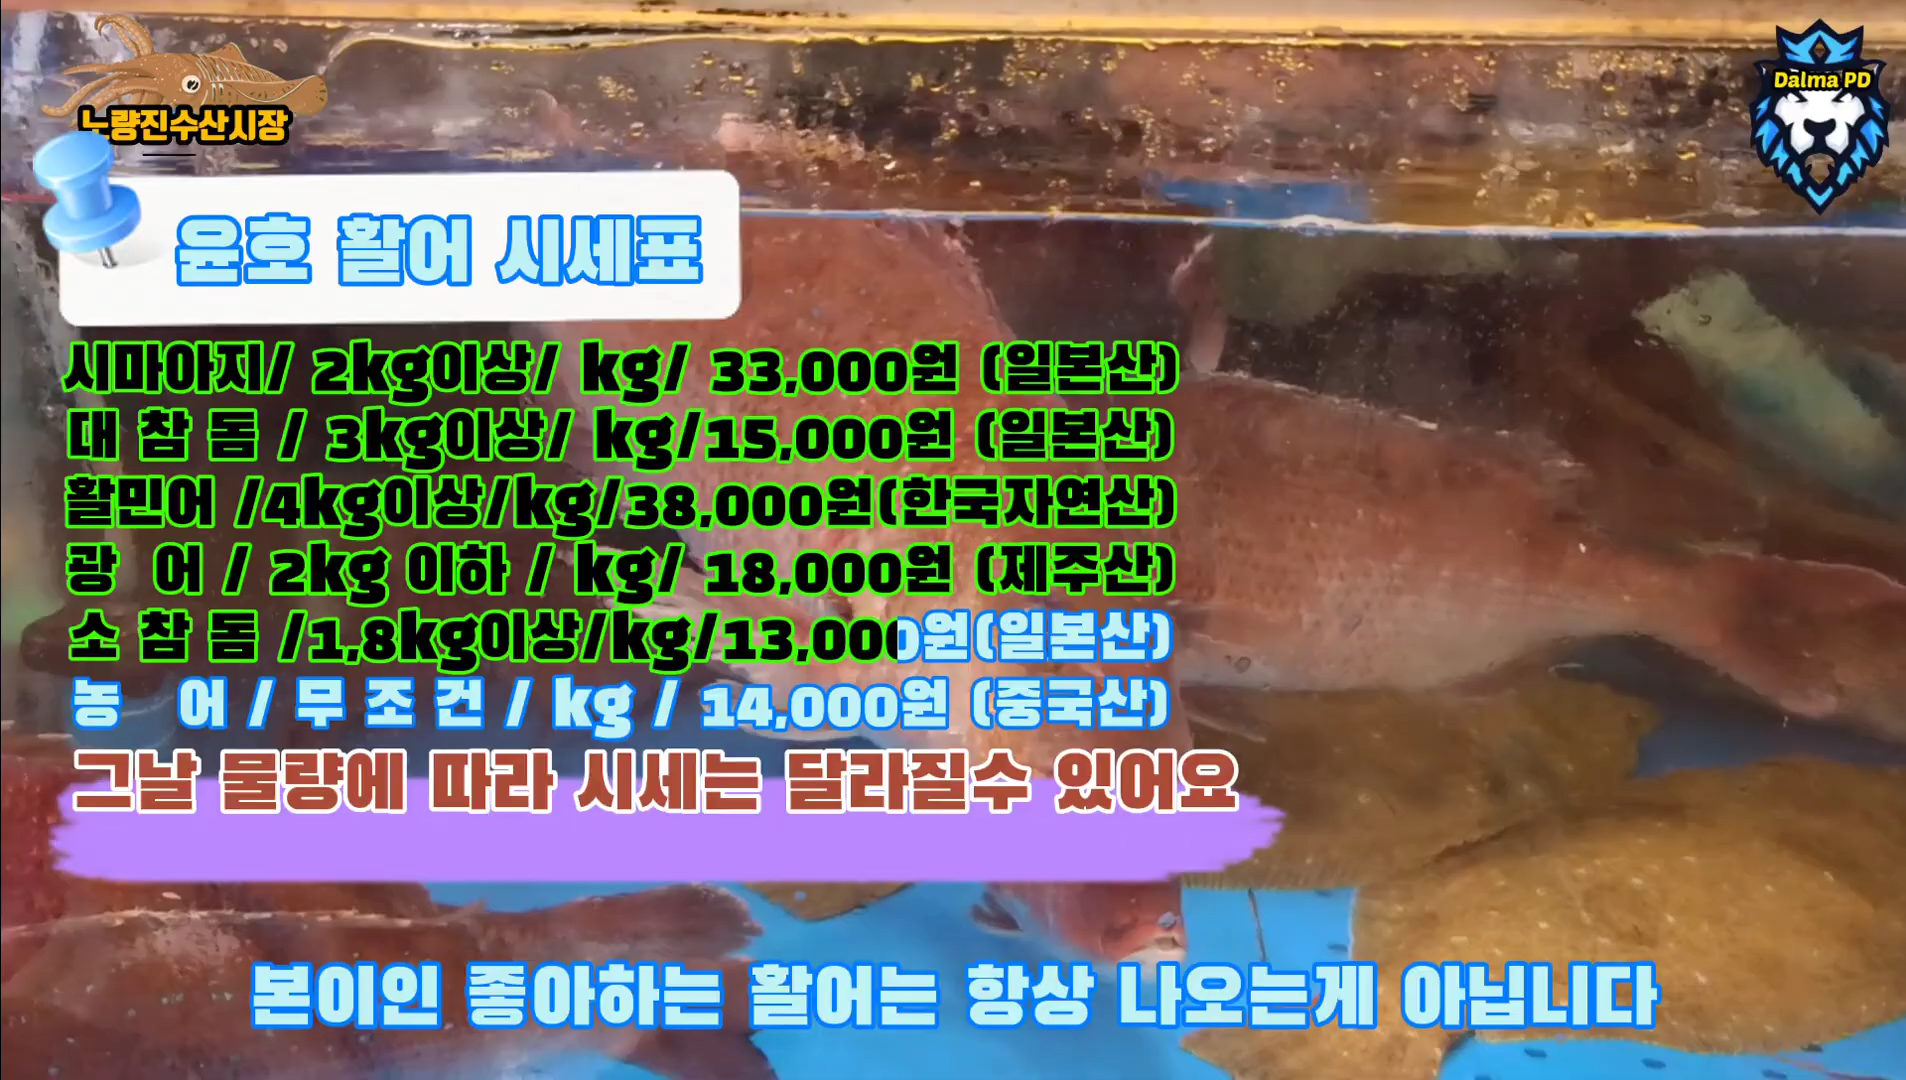 노량진수산시장
Dalma PD
윤호 활어 시세표
시마아지/ 2kg이상/ kg/ 33,000원 (일본산)
대 참 돔 / 3kg이상/ kg/15,000원 (일본산)
활민어 /4kg이상/kg/38,000원(한국자연산)
광 어 / 2kg 이하 / kg/ 18,000원 (제주산)
소 참 돔 /1,8kg이상/kg/13,000원(일본산)
농 어 / 무 조 건 / kg / 14,000원 (중국산)
그날 물량에 따라 시세는 달라질수 있어요
본이인 좋아하는 활어는 항상 나오는게 아닙니다